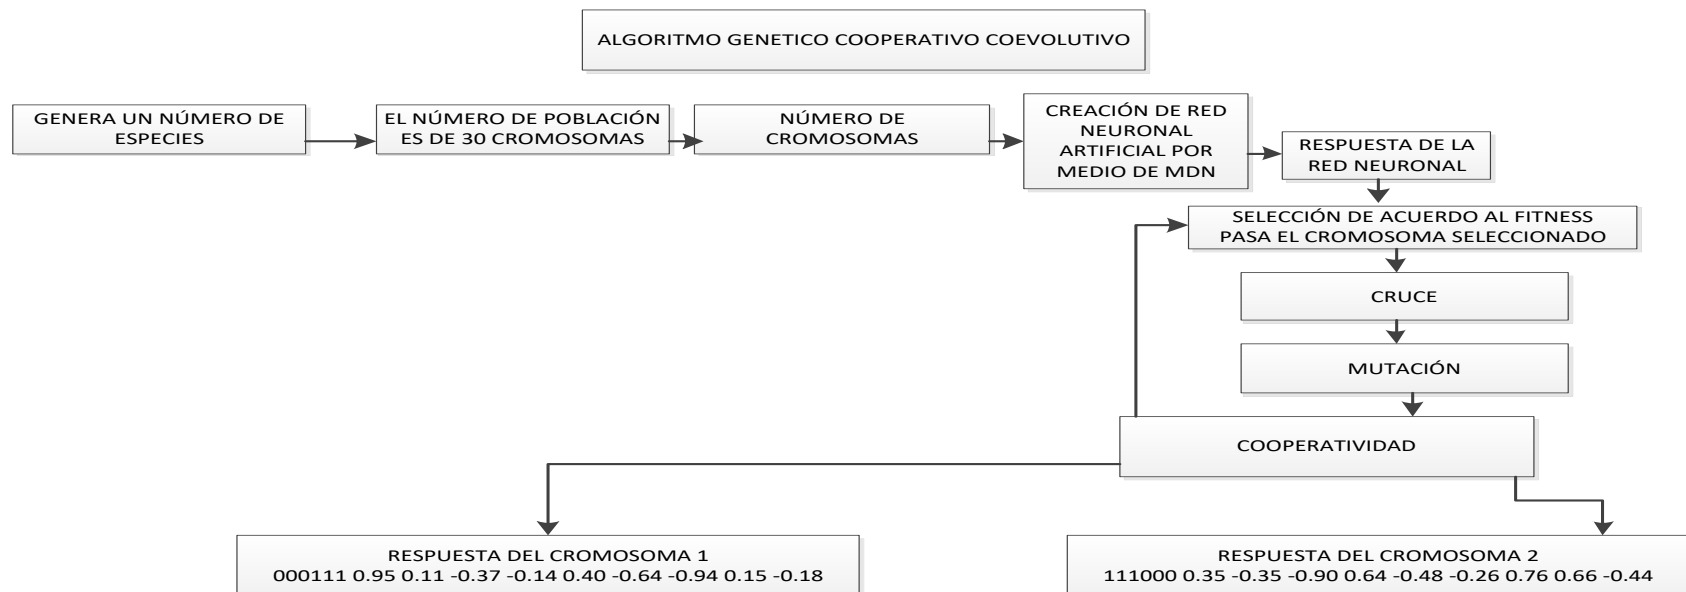 ALGORITMO GENETICO COOPERATIVO COEVOLUTIVO
GENERA UN NÚMERO DE
ESPECIES
EL NÚMERO DE POBLACIÓN
ES DE 30 CROMOSOMAS
NÚMERO DE
CROMOSOMAS
CREACIÓN DE RED
NEURONAL
ARTIFICIAL POR
MEDIO DE MDN
RESPUESTA DE LA
RED NEURONAL
SELECCIÓN DE ACUERDO AL FITNESS
PASA EL CROMOSOMA SELECCIONADO
CRUCE
MUTACIÓN
COOPERATIVIDAD
RESPUESTA DEL CROMOSOMA 1
000111 0.95 0.11 -0.37 -0.14 0.40 -0.64 -0.94 0.15 -0.18
RESPUESTA DEL CROMOSOMA 2
111000 0.35 -0.35 -0.90 0.64 -0.48 -0.26 0.76 0.66 -0.44